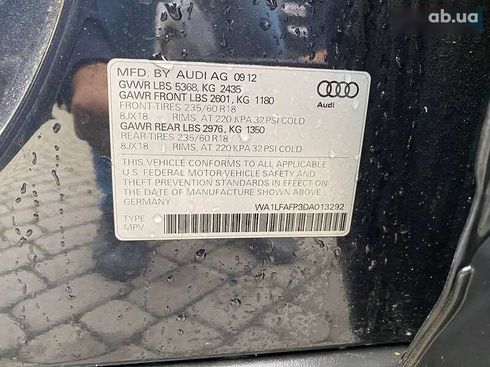 ab.ua
MFD. BY AUDI AG 09 12
GVWR LBS 5368, KG 2435
GAWR FRONT LBS 2601, KG 1180
FRONT-TIRES 235/60 R18
8JX18 RIMS, AT 220 KPA 32 PSI COLD
GAWR REAR LBS 2976, KG 1350
REAR-TIRES 235/60 R18
8JX18 RIMS, AT 220 KPA 32 PSI COLD
Audi
THIS VEHICLE CONFORMS TO ALL APPLICABLE
U.S. FEDERAL MOTOR VEHICLE SAFETY AND
THEFT PREVENTION STANDARDS IN EFFECT ON
THE DATE OF MANUFACTURE SHOWN ABOVE
GERMANY
WA1LFAFP3DA013292
TYPE
MPV